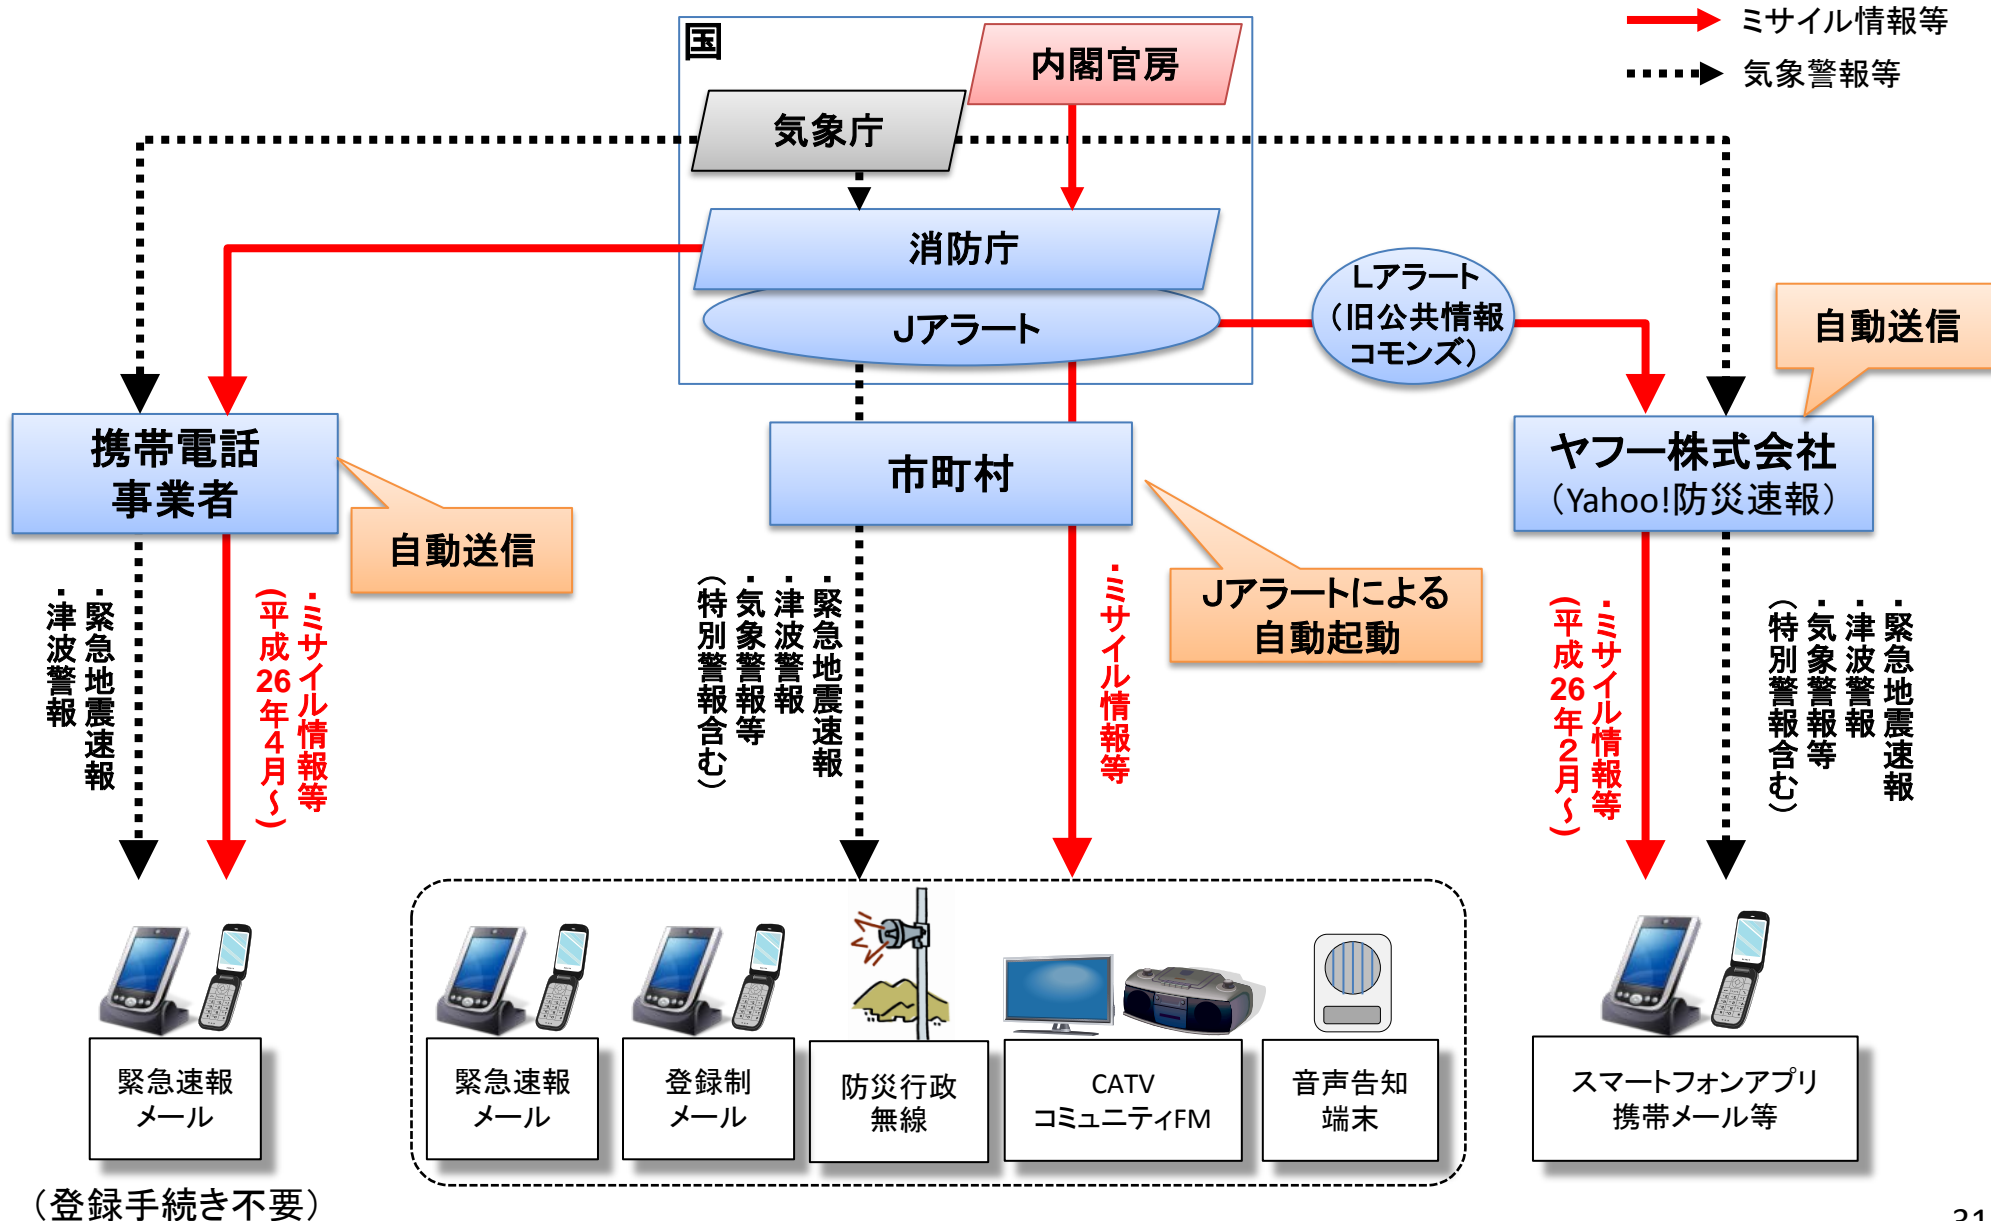 国
内閣官房
気象庁
ミサイル情報等
気象警報等
消防庁
Jアラート
Lアラート
（旧公共情報
コモンズ）
自動送信
携帯電話
事業者
自動送信
市町村
Jアラートによる
自動起動
ヤフー株式会社
（Yahoo!防災速報）
・緊急地震速報
・津波警報
・ミサイル情報等
(平成26年4月～)
・緊急地震速報
・津波警報
・気象警報等
(特別警報含む)
・ミサイル情報等
・ミサイル情報等
(平成26年2月～)
・緊急地震速報
・津波警報
・気象警報等
(特別警報含む)
緊急速報
メール
（登録手続き不要）
緊急速報
メール
登録制
メール
防災行政
無線
CATV
コミュニティFM
音声告知
端末
スマートフォンアプリ
携帯メール等
31